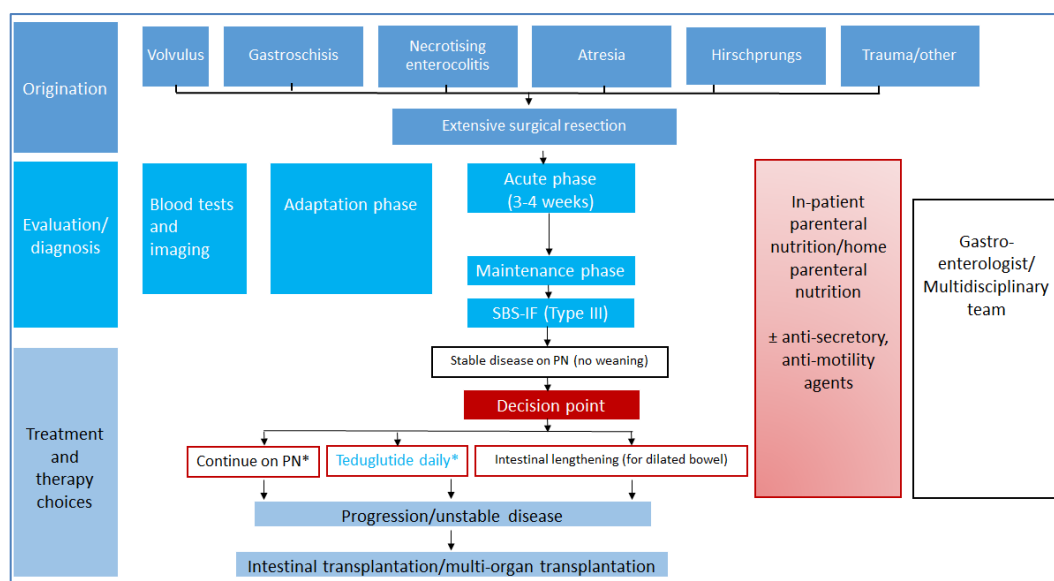 Origination
Volvulus
Gastroschisis
Necrotising
enterocolitis
Atresia
Hirschprungs
Trauma/other
Extensive surgical resection
Evaluation/
diagnosis
Blood tests
and
imaging
Adaptation phase
Acute phase
(3-4 weeks)
Maintenance phase
SBS-IF (Type III)
In-patient
parenteral
nutrition/home
parenteral
nutrition
± anti-secretory,
anti-motility
agents
Gastro-
enterologist/
Multidisciplinary
team
Treatment
and
therapy
choices
Stable disease on PN (no weaning)
Decision point
Continue on PN*
Teduglutide daily*
Intestinal lengthening (for dilated bowel)
Progression/unstable disease
Intestinal transplantation/multi-organ transplantation